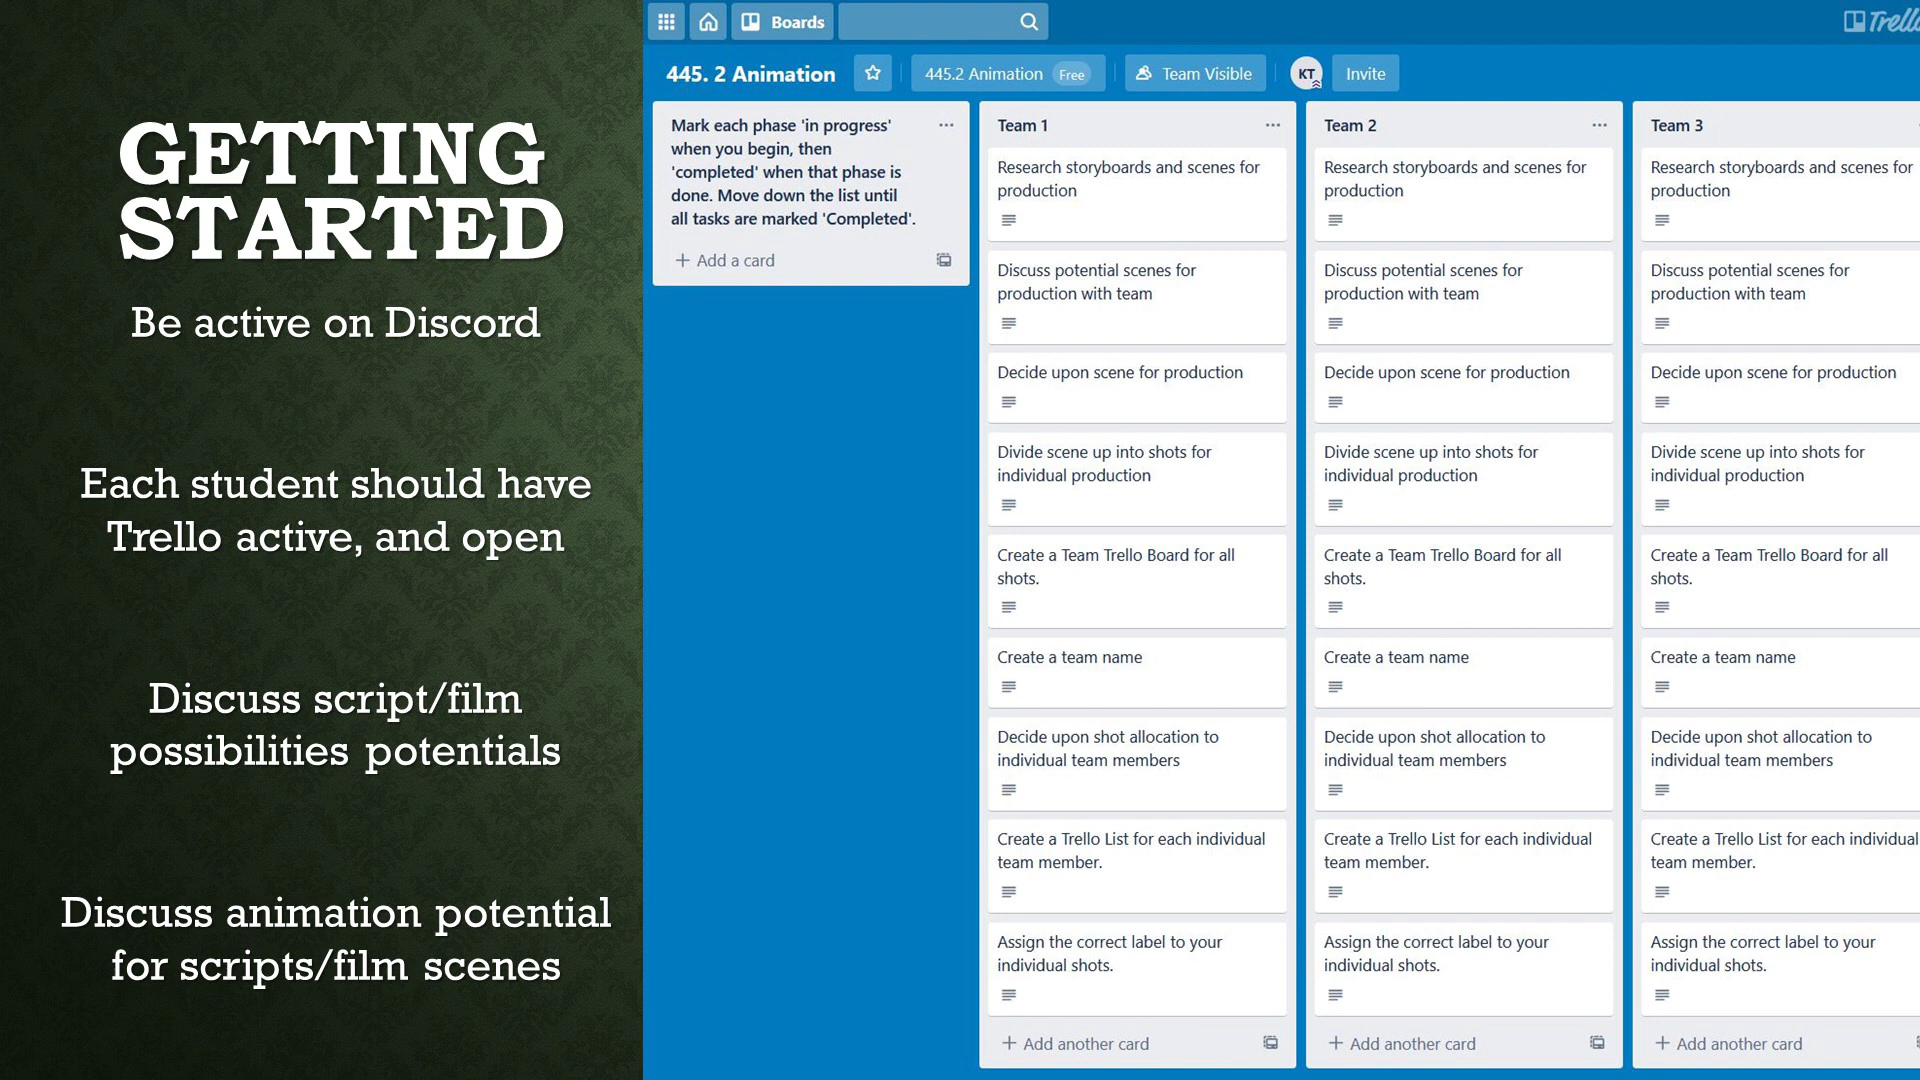 GETTING
STARTED
Be active on Discord
Each student should have
Trello active, and open
Discuss script/film
possibilities potentials
Discuss animation potential
for scripts/film scenes
Boards
445. 2 Animation
445.2 Animation Free
Team Visible
KT
Invite
Mark each phase 'in progress'
when you begin, then
'completed' when that phase is
done. Move down the list until
all tasks are marked 'Completed'.
+ Add a card
Team 1
Research storyboards and scenes for
production
Discuss potential scenes for
production with team
Decide upon scene for production
Divide scene up into shots for
individual production
Create a Team Trello Board for all
shots.
Create a team name
Decide upon shot allocation to
individual team members
Create a Trello List for each individual
team member.
Assign the correct label to your
individual shots.
+ Add another card
Team 2
Research storyboards and scenes for
production
Discuss potential scenes for
production with team
Decide upon scene for production
Divide scene up into shots for
individual production
Create a Team Trello Board for all
shots.
Create a team name
Decide upon shot allocation to
individual team members
Create a Trello List for each individual
team member.
Assign the correct label to your
individual shots.
+ Add another card
Team 3
Research storyboards and scenes for
production
Discuss potential scenes for
production with team
Decide upon scene for production
Divide scene up into shots for
individual production
Create a Team Trello Board for all
shots.
Create a team name
Decide upon shot allocation to
individual team members
Create a Trello List for each individual
team member.
Assign the correct label to your
individual shots.
+ Add another card